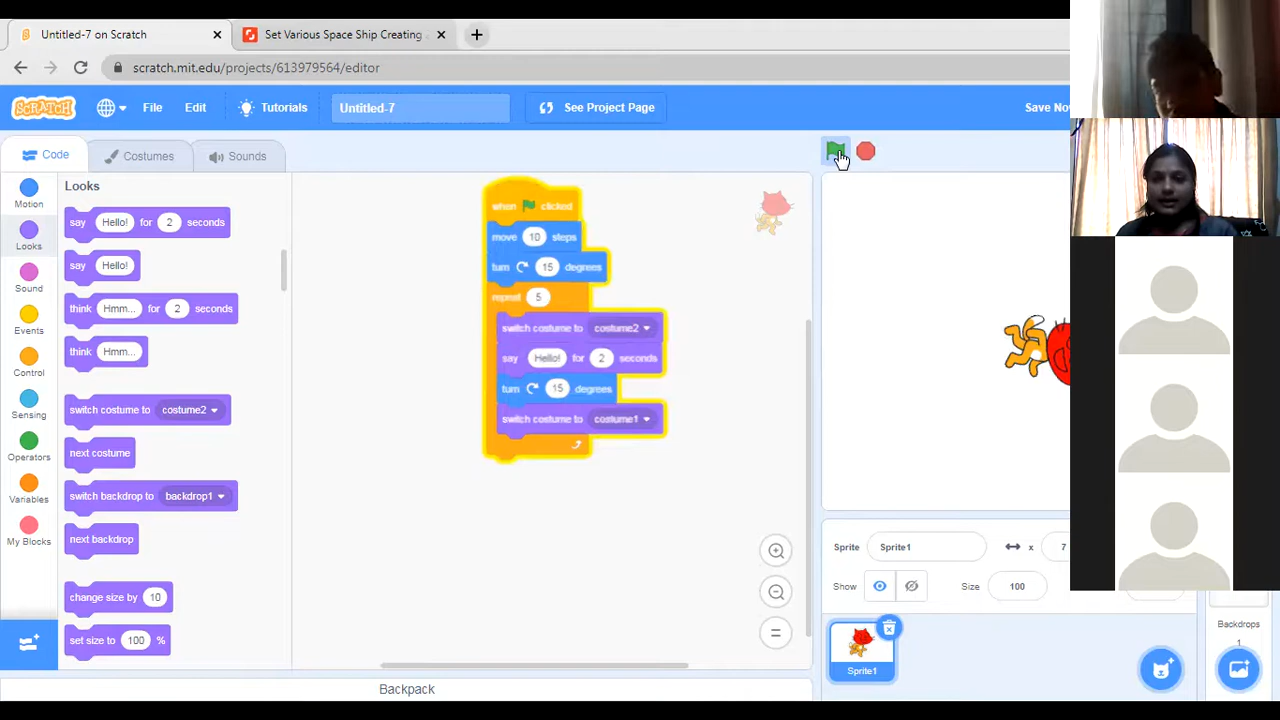 Untitled-7 on Scratch
Set Various Space Ship Creating
scratch.mit.edu/projects/613979564/editor
SCRATCH
File
Edit
Tutorials
Untitled-7
See Project Page
Save Now
Code
Costumes
Sounds
Motion
Looks
Sound
Events
Control
Sensing
Operators
Variables
My Blocks
Looks
say Hello! for 2 seconds
say Hello!
think Hmm... for 2 seconds
think Hmm...
switch costume to costume2
next costume
switch backdrop to backdrop1
next backdrop
change size by 10
set size to 100 %
when clicked
move 10 steps
turn 15 degrees
repeat 5
switch costume to costume2
say Hello! for 2 seconds
turn 15 degrees
switch costume to costume1
Backpack
Sprite Sprite1 x 7
Show Size 100
Sprite1
Backdrops
1